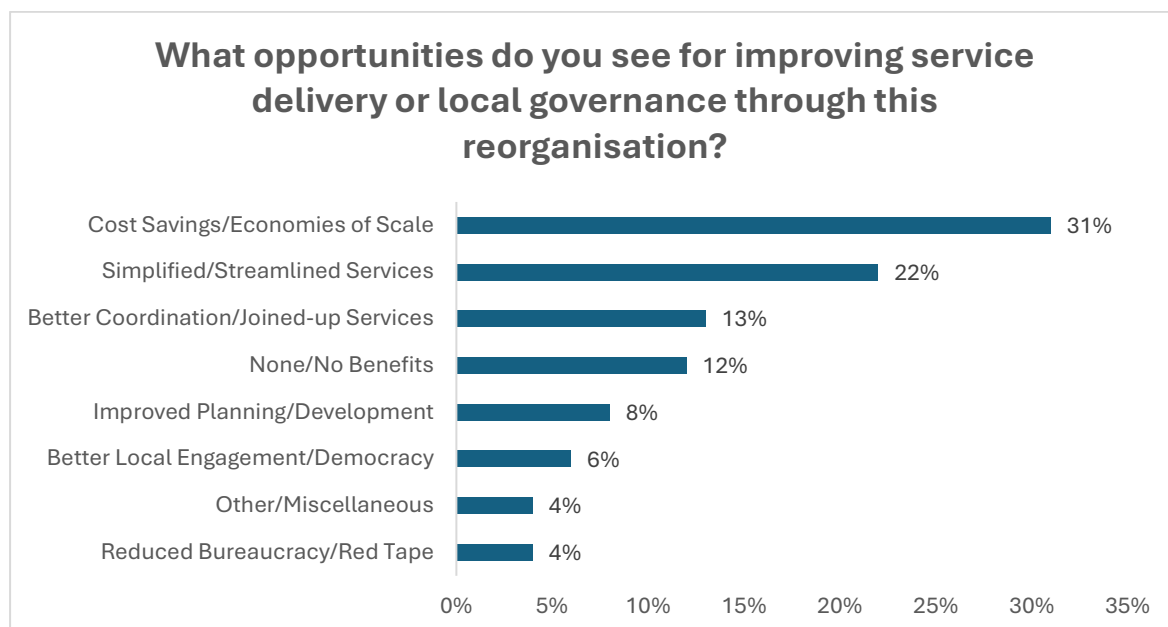 What opportunities do you see for improving service
delivery or local governance through this
reorganisation?
Cost Savings/Economies of Scale 31%
Simplified/Streamlined Services 22%
Better Coordination/Joined-up Services 13%
None/No Benefits 12%
Improved Planning/Development 8%
Better Local Engagement/Democracy 6%
Other/Miscellaneous 4%
Reduced Bureaucracy/Red Tape 4%
0% 5% 10% 15% 20% 25% 30% 35%